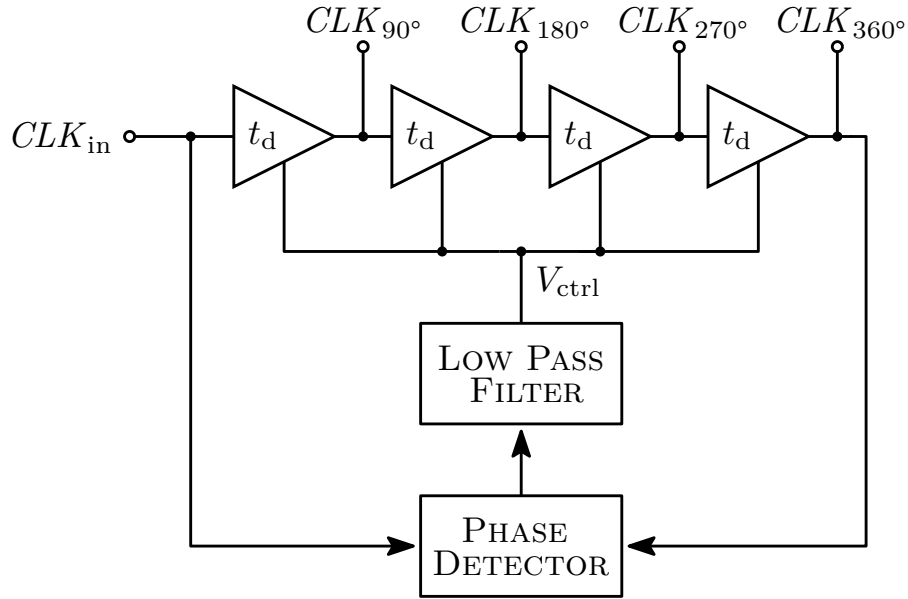 CLK90° CLK180° CLK270° CLK360°
CLKin td td td td
Vctrl
LOW PASS
FILTER
PHASE
DETECTOR